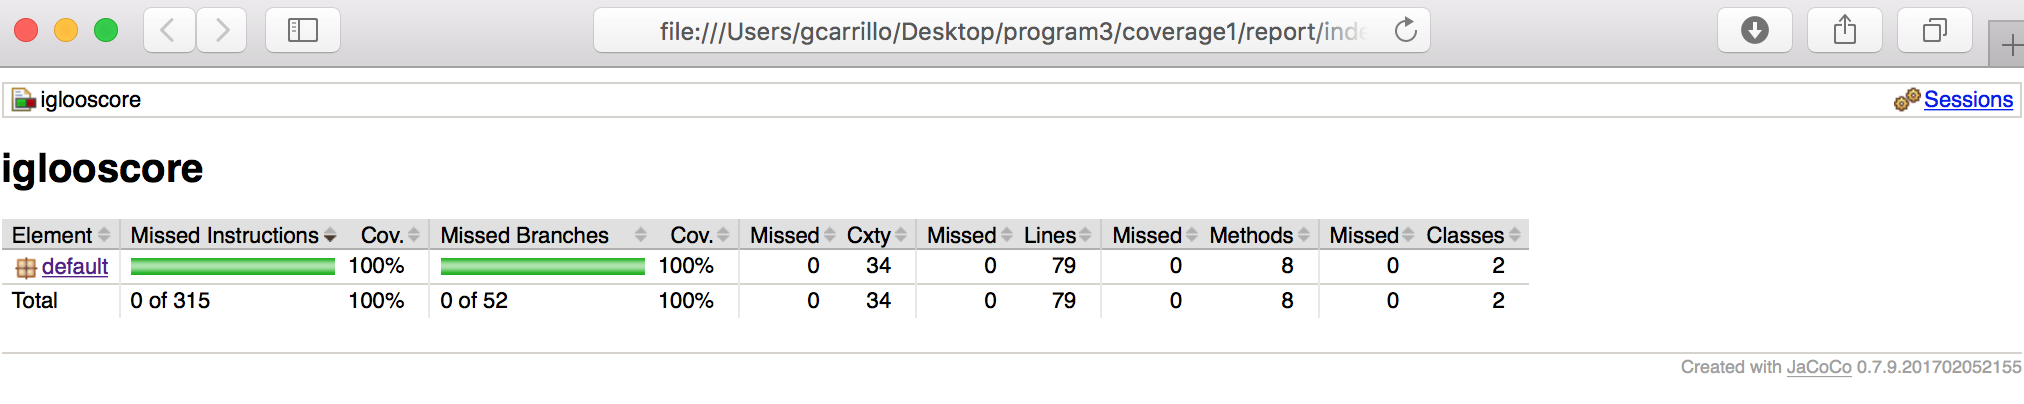 file:///Users/gcarrillo/Desktop/program3/coverage1/report/inde
iglooscore
Sessions
iglooscore
Element Missed Instructions Cov. Missed Branches Cov. Missed Cxty Missed Lines Missed Methods Missed Classes
default 100% 100% 0 34 0 79 0 8 0 2
Total 0 of 315 100% 0 of 52 100% 0 34 0 79 0 8 0 2
Created with JaCoCo 0.7.9.201702052155